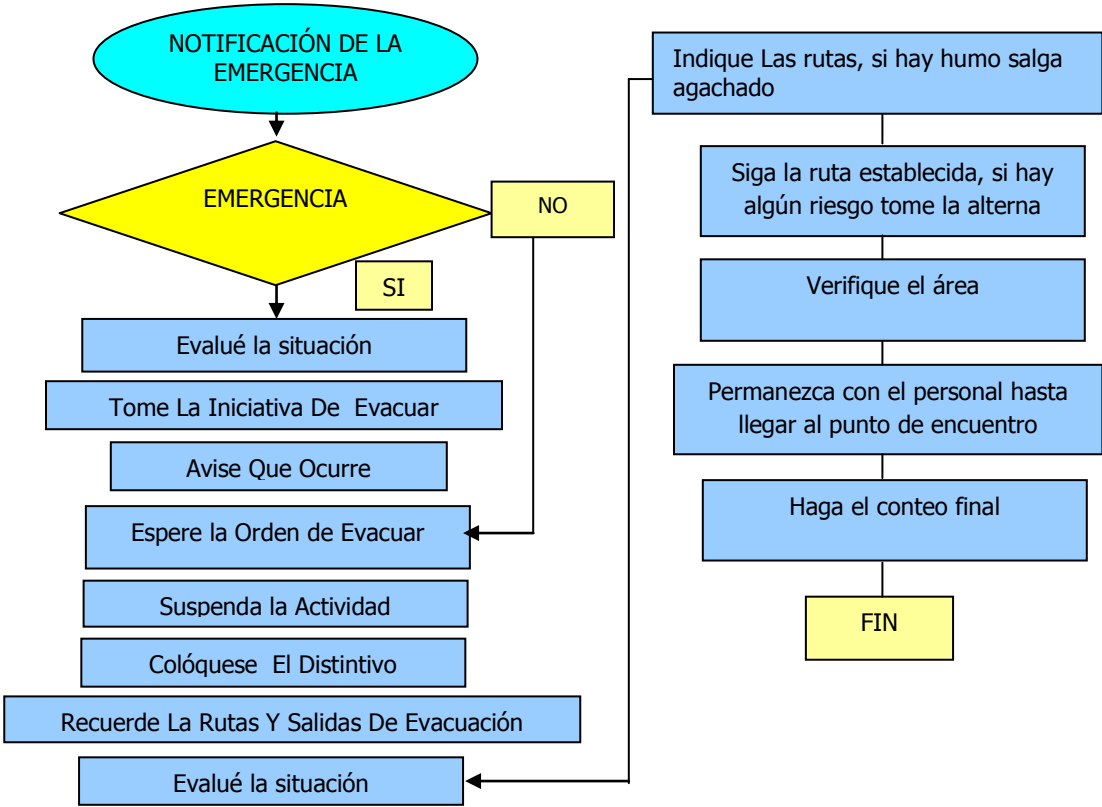 NOTIFICACIÓN DE LA
EMERGENCIA
EMERGENCIA
NO
SI
Evalué la situación
Tome La Iniciativa De Evacuar
Avise Que Ocurre
Espere la Orden de Evacuar
Suspenda la Actividad
Colóquese El Distintivo
Recuerde La Rutas Y Salidas De Evacuación
Evalué la situación
Indique Las rutas, si hay humo salga
agachado
Siga la ruta establecida, si hay
algún riesgo tome la alterna
Verifique el área
Permanezca con el personal hasta
llegar al punto de encuentro
Haga el conteo final
FIN